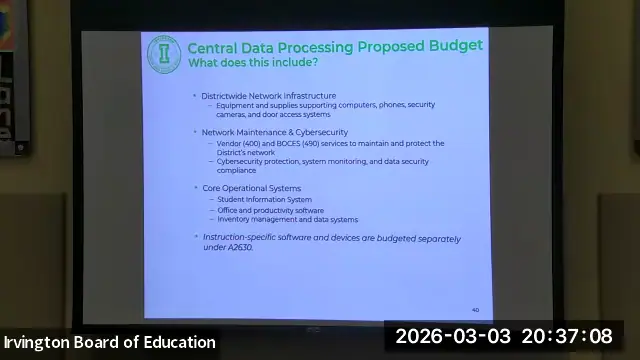 Central Data Processing Proposed Budget
What does this include?
• Districtwide Network Infrastructure
– Equipment and supplies supporting computers, phones, security
cameras, and door access systems
• Network Maintenance & Cybersecurity
– Vendor (400) and BOCES (490) services to maintain and protect the
District's network
– Cybersecurity protection, system monitoring, and data security
compliance
• Core Operational Systems
– Student Information System
– Office and productivity software
– Inventory management and data systems
• Instruction-specific software and devices are budgeted separately
under A2630.
40
Irvington Board of Education
2026-03-03 20:37:08